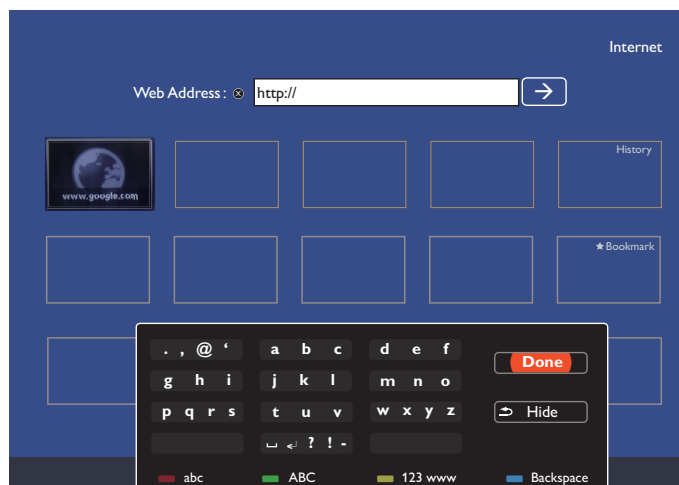 Internet
Web Address : http://
www.google.com
History
Bookmark
. , @ ‘ a b c d e f
Done
g h i j k l m n o
p q r s t u v w x y z
Hide
? ! -
abc ABC 123 www Backspace